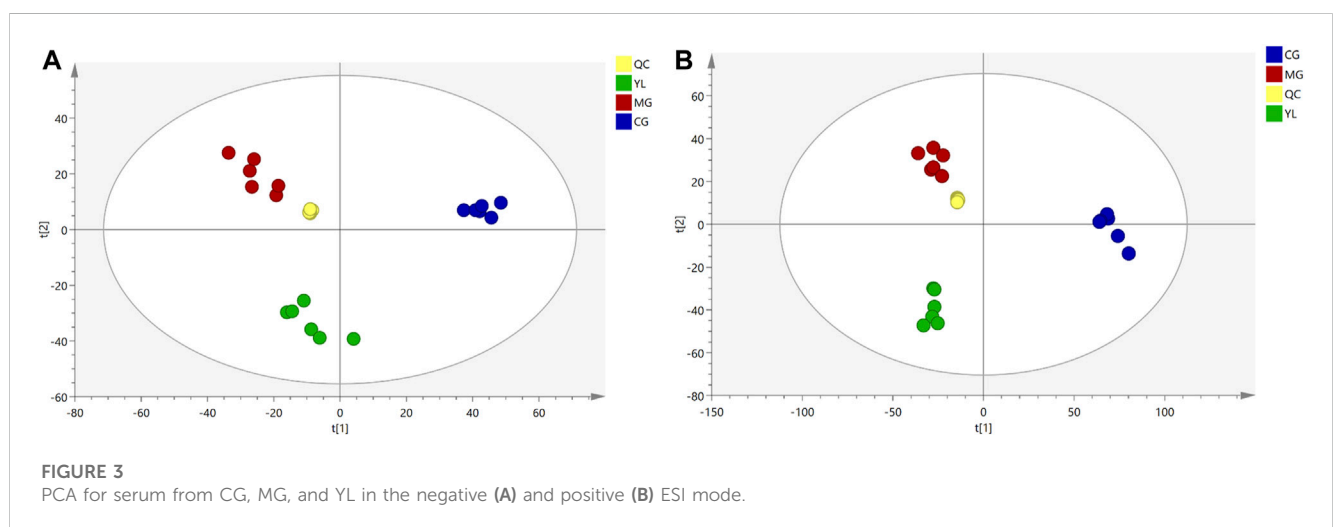 A
QC
YL
MG
CG
t[2]
40
20
0
-20
-40
-60
-80
-60
-40
-20
0
20
40
60
t[1]
B
CG
MG
QC
YL
t[2]
60
40
20
0
-20
-40
-60
-80
-150
-100
-50
0
50
100
t[1]
FIGURE 3
PCA for serum from CG, MG, and YL in the negative (A) and positive (B) ESI mode.